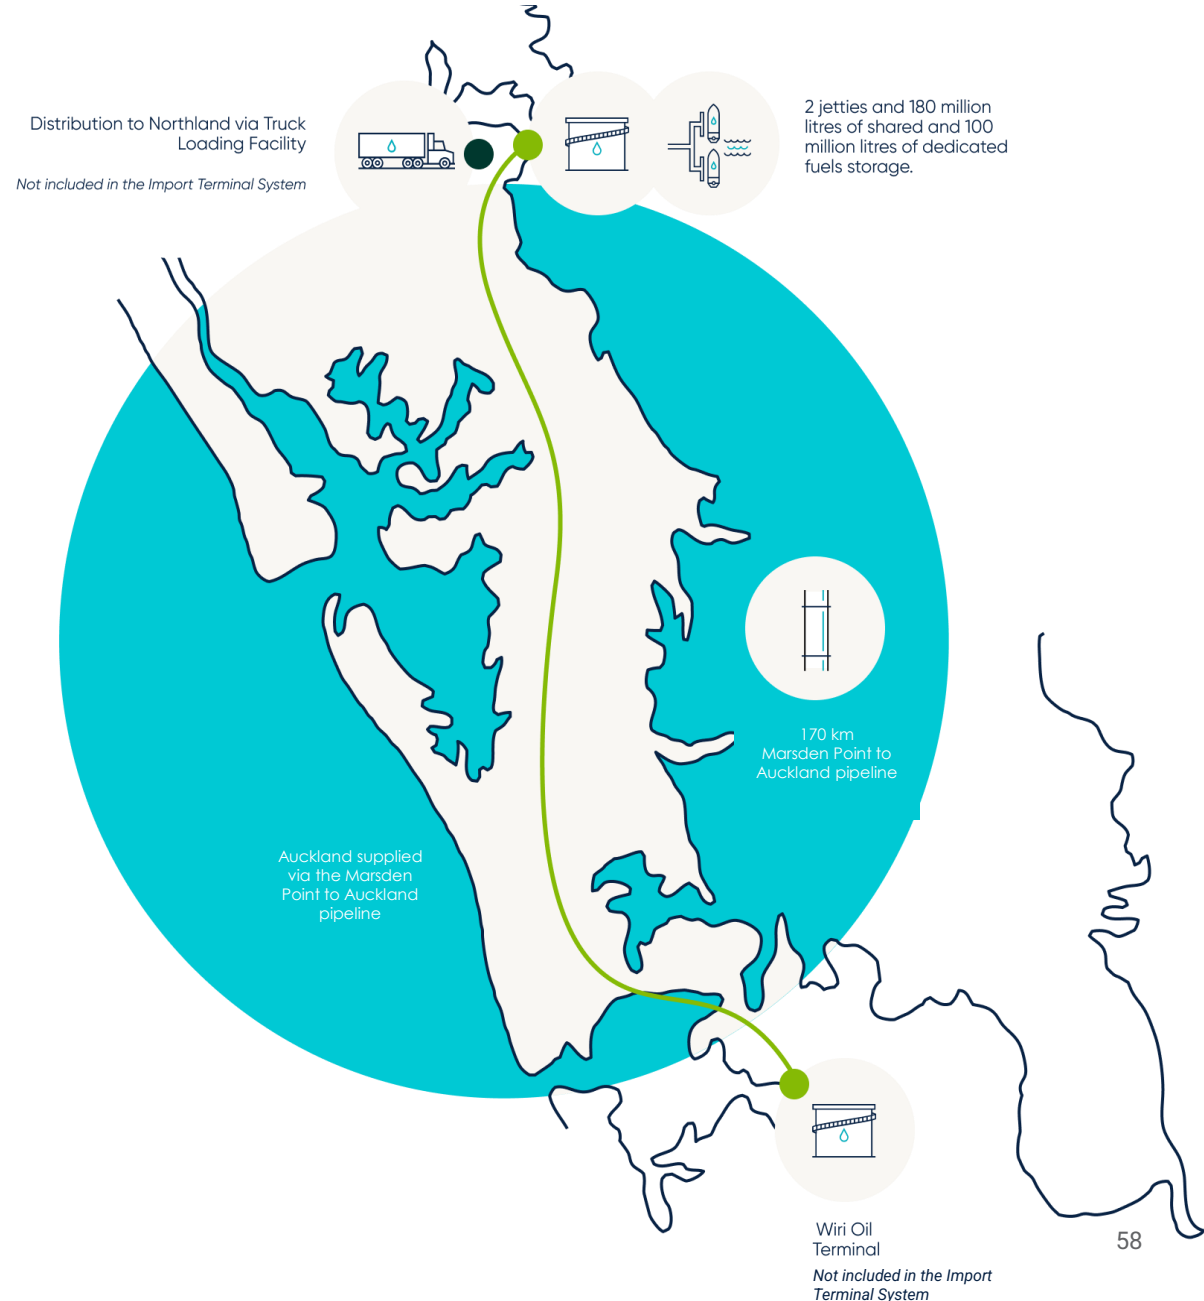 Distribution to Northland via Truck
Loading Facility
Not included in the Import Terminal System
2 jetties and 180 million
litres of shared and 100
million litres of dedicated
fuels storage.
170 km
Marsden Point to
Auckland pipeline
Auckland supplied
via the Marsden
Point to Auckland
pipeline
Wiri Oil
Terminal
Not included in the Import
Terminal System
58